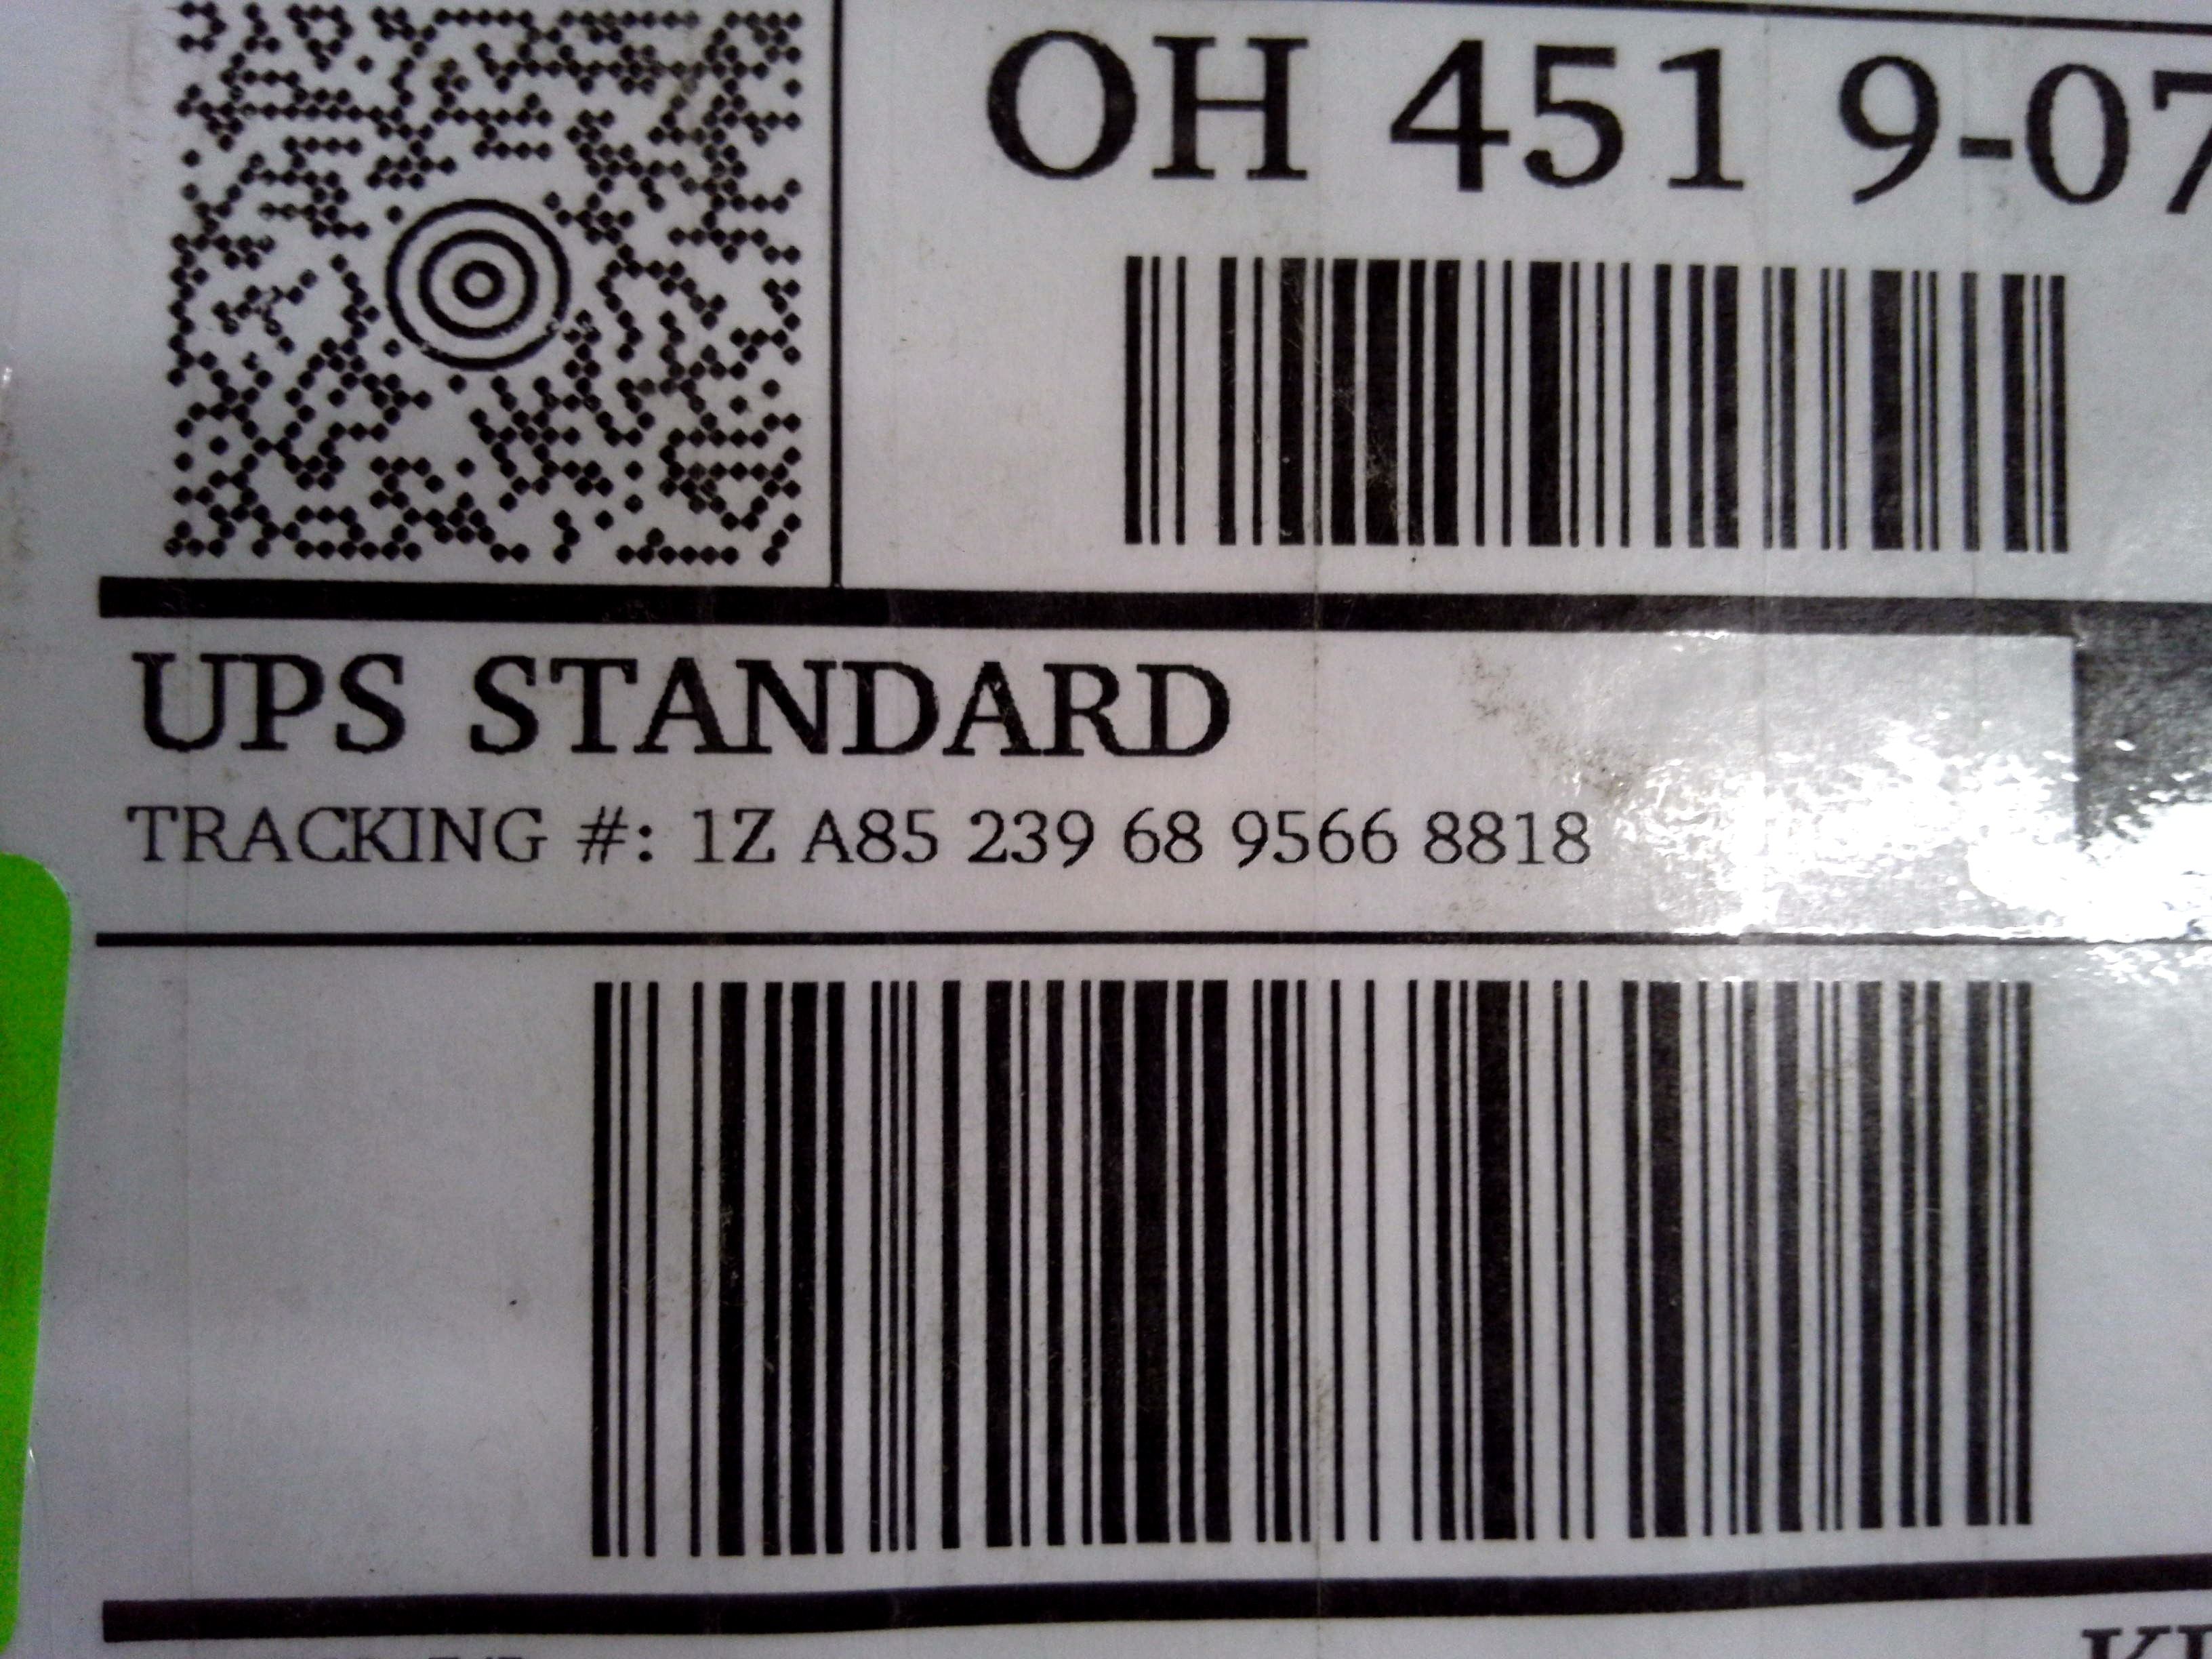 OH 451 9-07
UPS STANDARD
TRACKING #: 1Z A85 239 68 9566 8818